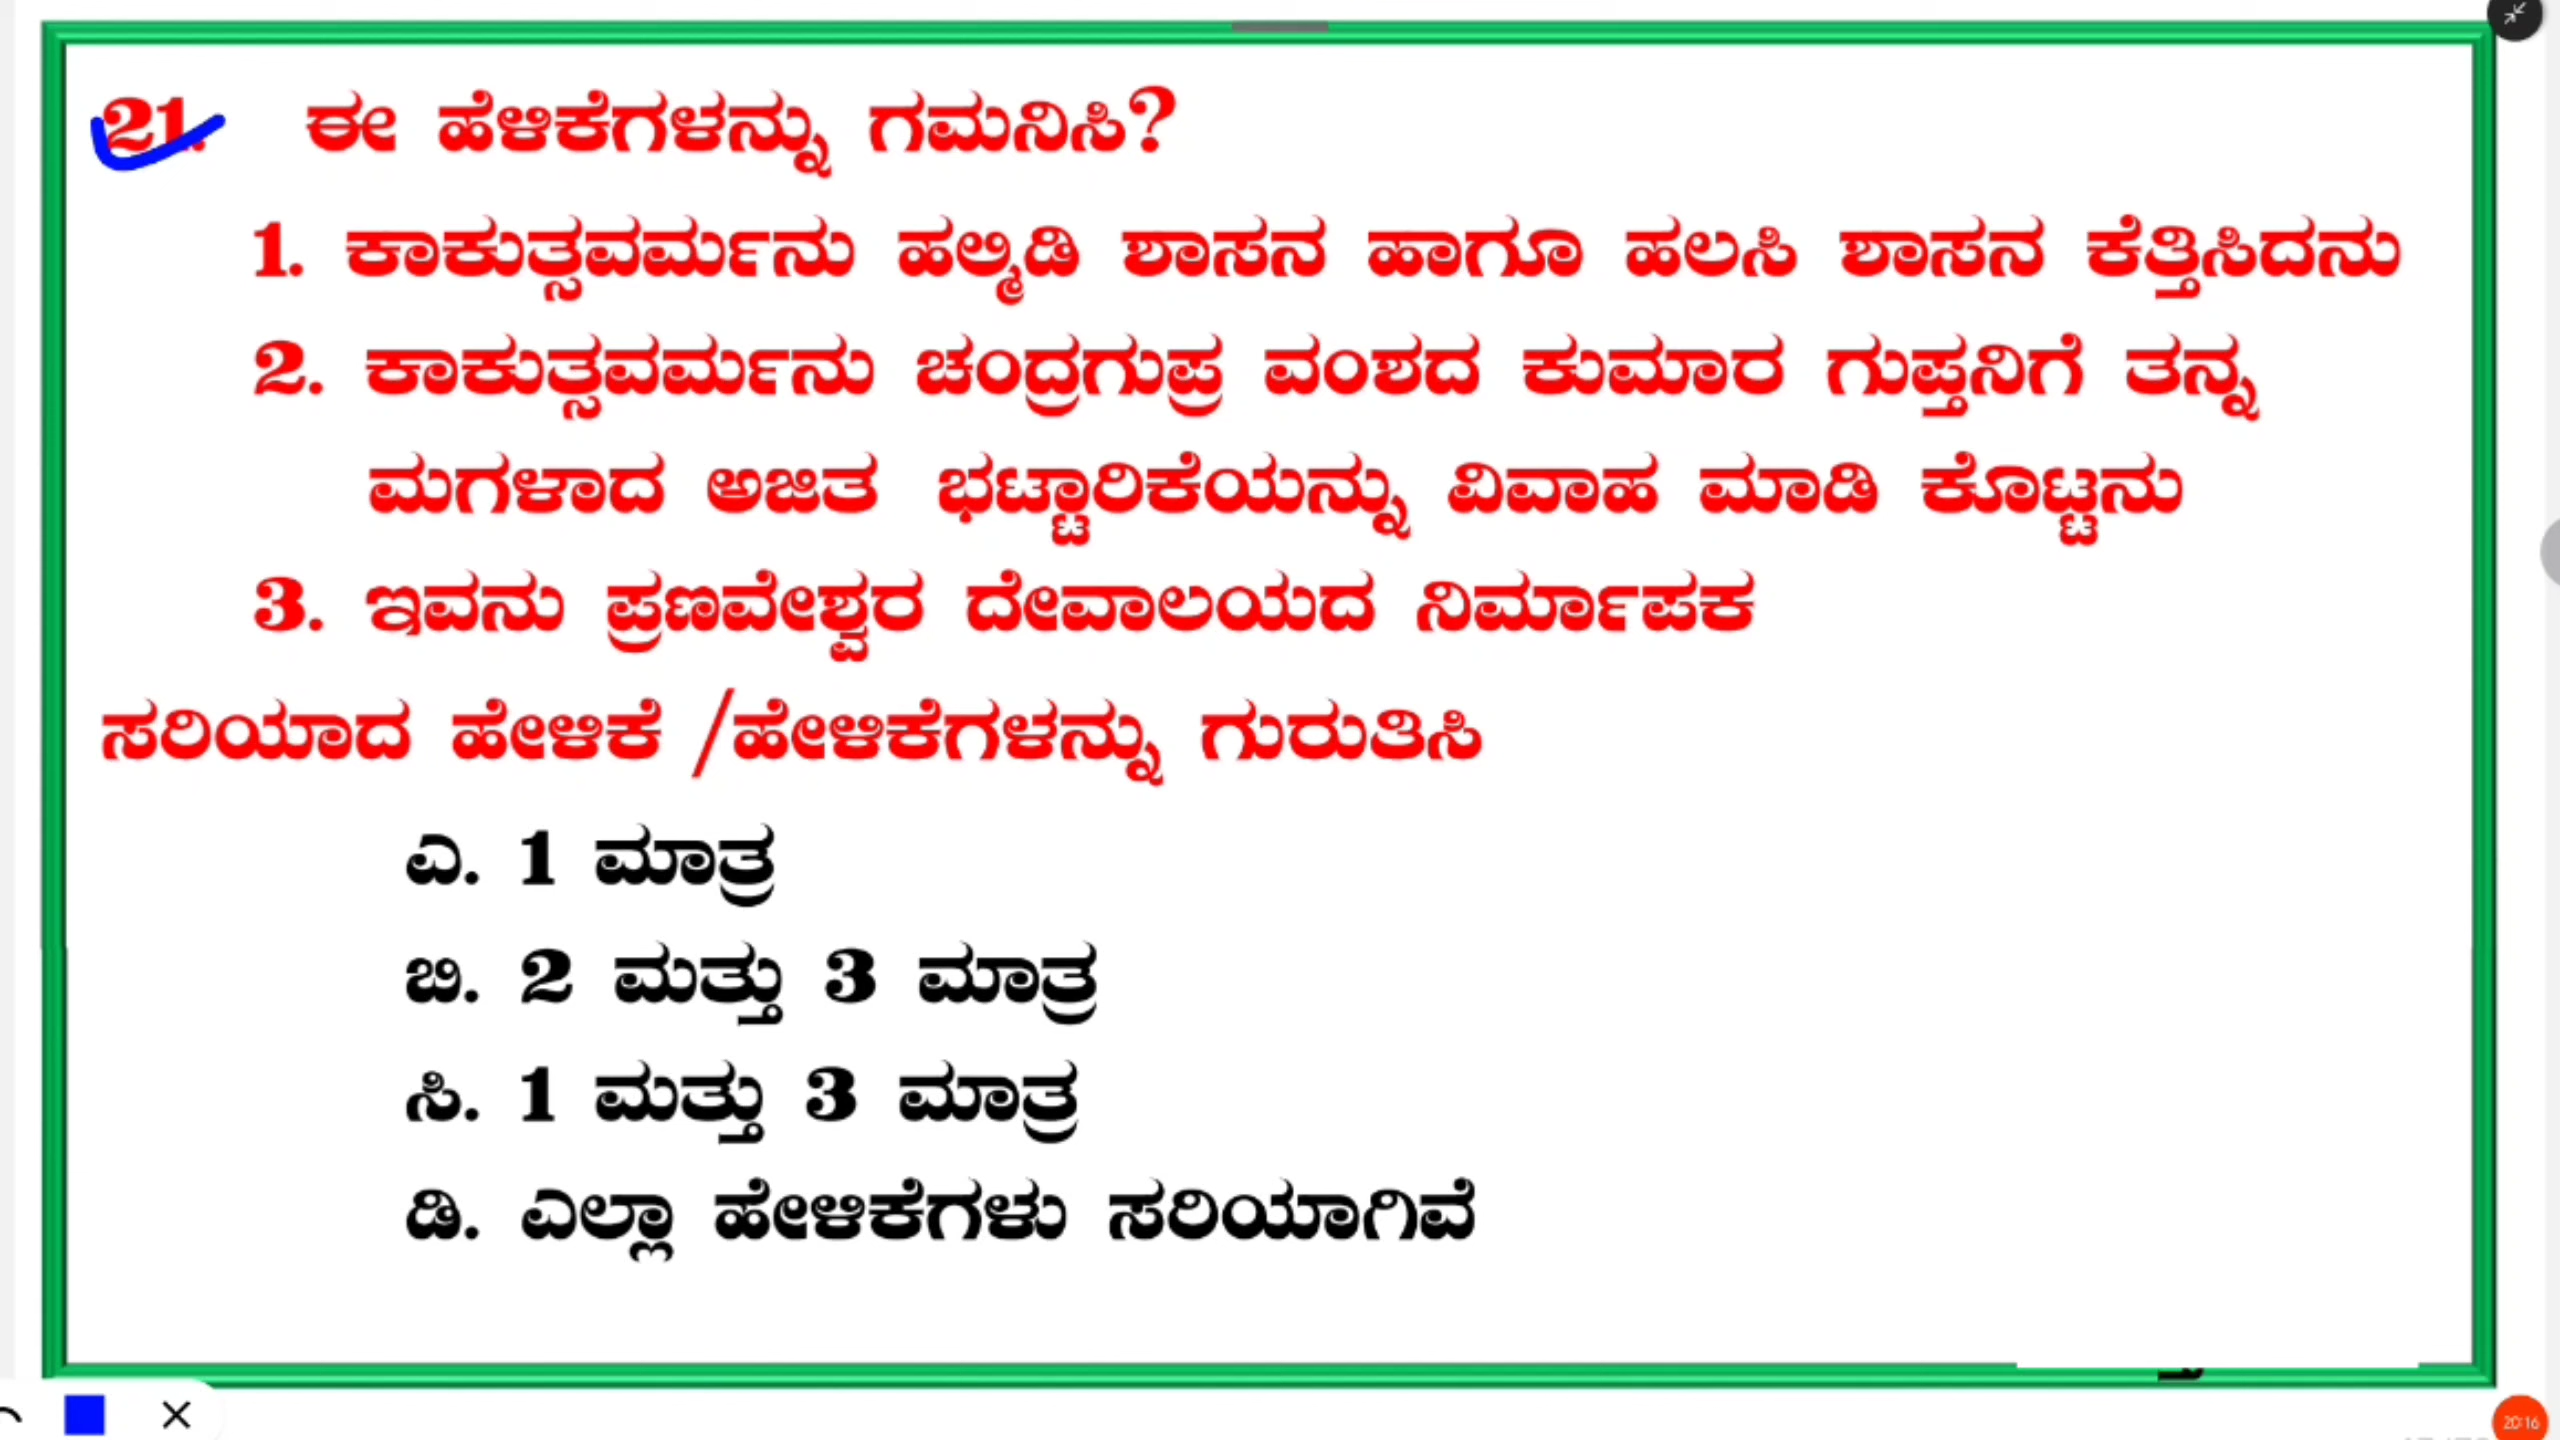 21. ಈ ಹೆಳಿಕೆಗಳನ್ನು ಗಮನಿಸಿ?
1. ಕಾಕುತ್ಸವರ್ಮನು ಹಲ್ಮಿಡಿ ಶಾಸನ ಹಾಗೂ ಹಲಸಿ ಶಾಸನ ಕೆತ್ತಿಸಿದನು
2. ಕಾಕುತ್ಸವರ್ಮನು ಚಂದ್ರಗುಪ್ರ ವಂಶದ ಕುಮಾರ ಗುಪ್ತನಿಗೆ ತನ್ನ
ಮಗಳಾದ ಅಜಿತ ಭಟ್ಟಾರಿಕೆಯನ್ನು ವಿವಾಹ ಮಾಡಿ ಕೊಟ್ಟನು
3. ಇವನು ಪ್ರಣವೇಶ್ವರ ದೇವಾಲಯದ ನಿರ್ಮಾಪಕ
ಸರಿಯಾದ ಹೇಳಿಕೆ /ಹೇಳಿಕೆಗಳನ್ನು ಗುರುತಿಸಿ
ಎ. 1 ಮಾತ್ರ
ಬಿ. 2 ಮತ್ತು 3 ಮಾತ್ರ
ಸಿ. 1 ಮತ್ತು 3 ಮಾತ್ರ
ಡಿ. ಎಲ್ಲಾ ಹೇಳಿಕೆಗಳು ಸರಿಯಾಗಿವೆ
20:16